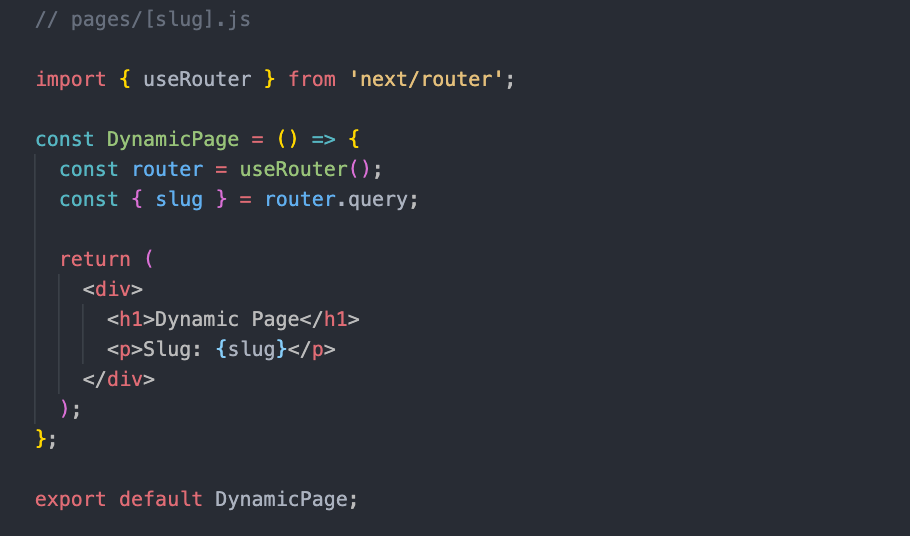 // pages/[slug].js
import { useRouter } from 'next/router';
const DynamicPage = () => {
const router = useRouter();
const { slug } = router.query;
return (
<div>
<h1>Dynamic Page</h1>
<p>Slug: {slug}</p>
</div>
);
};
export default DynamicPage;